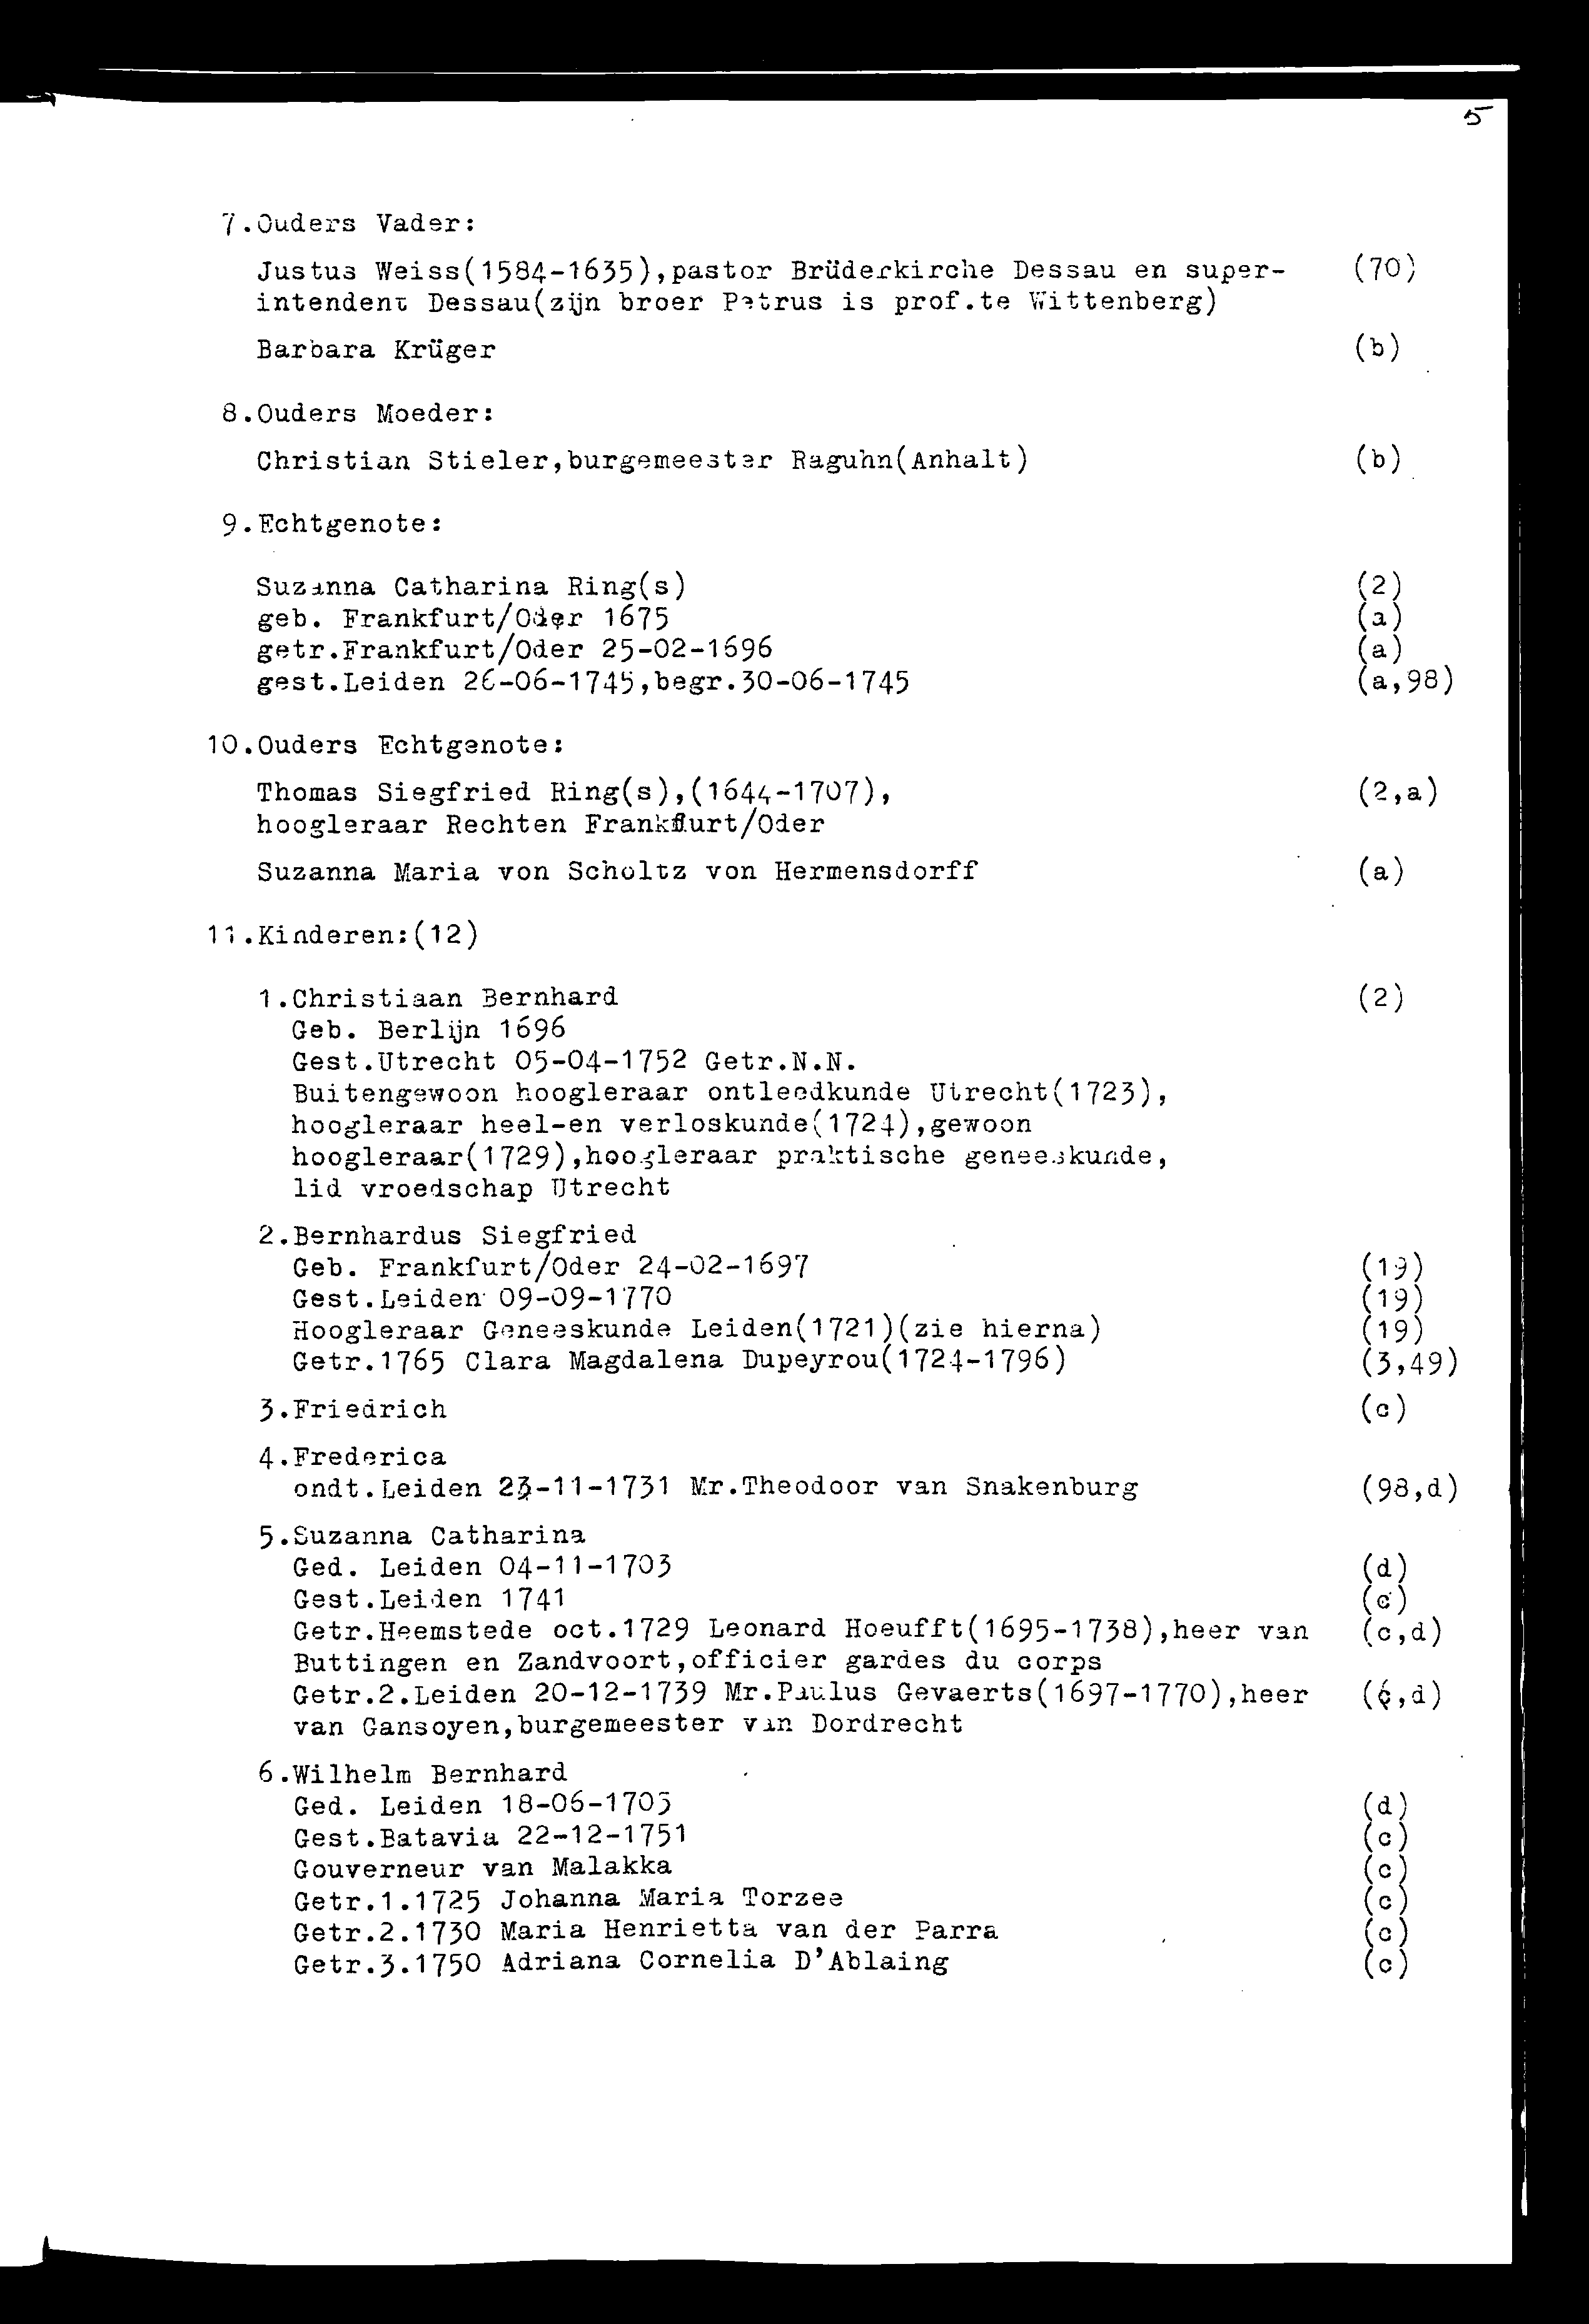 5
7.Ouders Vader:
Justus Weiss(1584-1635),pastor Brüderkirche Dessau en super- (70)
intendent Dessau(zijn broer Petrus is prof.te Wittenberg)
Barbara Krüger (b)
8.Ouders Moeder:
Christian Stieler,burgemeester Raguhn(Anhalt) (b)
9.Echtgenote:
Suzanna Catharina Ring(s) (2)
geb. Frankfurt/Oder 1675 (a)
getr.Frankfurt/Oder 25-02-1696 (a)
gest.Leiden 26-06-1745,begr.30-06-1745 (a,98)
10.Ouders Echtgenote:
Thomas Siegfried Ring(s),(1644-1707), (2,a)
hoogleraar Rechten Frankfurt/Oder
Suzanna Maria von Scholtz von Hermensdorff (a)
11.Kinderen:(12)
1.Christiaan Bernhard (2)
Geb. Berlijn 1696
Gest.Utrecht 05-04-1752 Getr.N.N.
Buitengewoon hoogleraar ontleedkunde Utrecht(1723),
hoogleraar heel-en verloskunde(1724),gewoon
hoogleraar(1729),hoogleraar praktische geneeskunde,
lid vroedschap Utrecht
2.Bernhardus Siegfried
Geb. Frankfurt/Oder 24-02-1697 (19)
Gest.Leiden 09-09-1770 (19)
Hoogleraar Geneeskunde Leiden(1721)(zie hierna) (19)
Getr.1765 Clara Magdalena Dupeyrou(1724-1796) (3,49)
3.Friedrich (c)
4.Frederica
ondt.Leiden 23-11-1731 Mr.Theodoor van Snakenburg (98,d)
5.Suzanna Catharina
Ged. Leiden 04-11-1703 (d)
Gest.Leiden 1741 (c)
Getr.Heemstede oct.1729 Leonard Hoeufft(1695-1738),heer van (c,d)
Buttingen en Zandvoort,officier gardes du corps
Getr.2.Leiden 20-12-1739 Mr.Paulus Gevaerts(1697-1770),heer (c,d)
van Gansoyen,burgemeester van Dordrecht
6.Wilhelm Bernhard
Ged. Leiden 18-06-1705 (d)
Gest.Batavia 22-12-1751 (c)
Gouverneur van Malakka (c)
Getr.1.1725 Johanna Maria Torzee (c)
Getr.2.1730 Maria Henrietta van der Parra (c)
Getr.3.1750 Adriana Cornelia D'Ablaing (c)